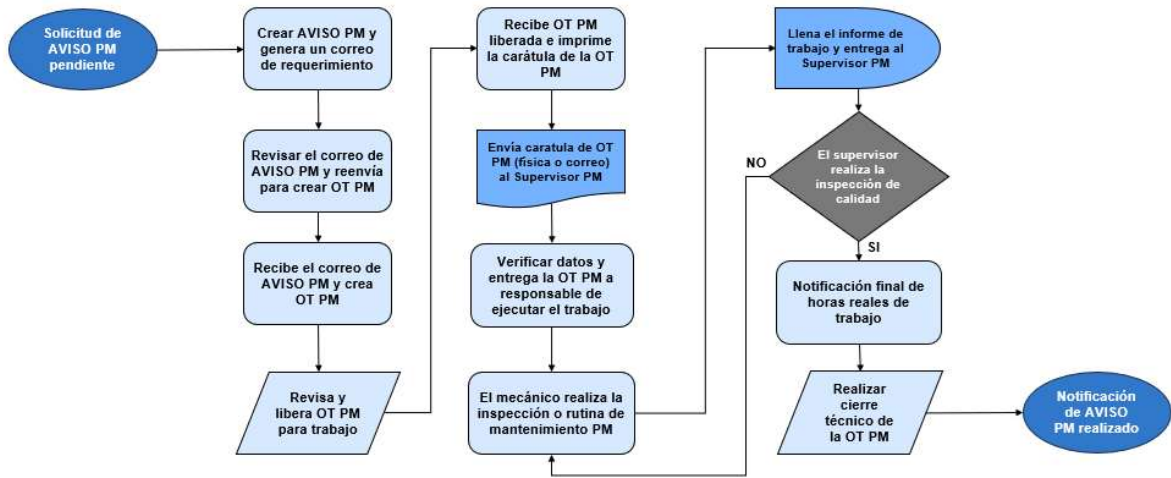 Solicitud de
AVISO PM
pendiente
Crear AVISO PM y
genera un correo
de requerimiento
Revisar el correo de
AVISO PM y reenvía
para crear OT PM
Recibe el correo de
AVISO PM y crea
OT PM
Revisa y
libera OT PM
para trabajo
Recibe OT PM
liberada e imprime
la carátula de la OT
PM
Envía caratula de OT
PM (física o correo)
al Supervisor PM
Verificar datos y
entrega la OT PM a
responsable de
ejecutar el trabajo
El mecánico realiza la
inspección o rutina de
mantenimiento PM
Llena el informe de
trabajo y entrega al
Supervisor PM
NO
El supervisor
realiza la
inspección de
calidad
SI
Notificación final de
horas reales de
trabajo
Realizar
cierre
técnico de
la OT PM
Notificación
de AVISO
PM realizado